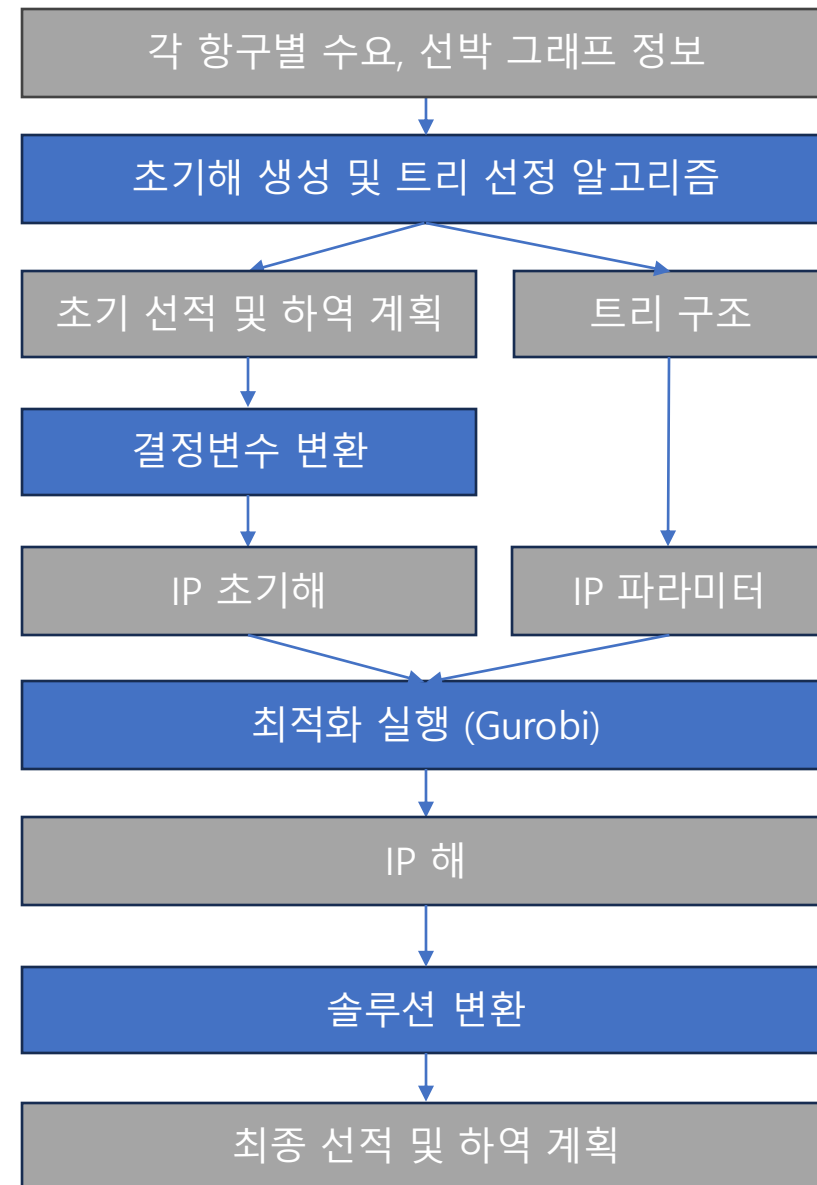 각 항구별 수요, 선박 그래프 정보
초기해 생성 및 트리 선정 알고리즘
초기 선적 및 하역 계획
트리 구조
결정변수 변환
IP 초기해
IP 파라미터
최적화 실행 (Gurobi)
IP 해
솔루션 변환
최종 선적 및 하역 계획